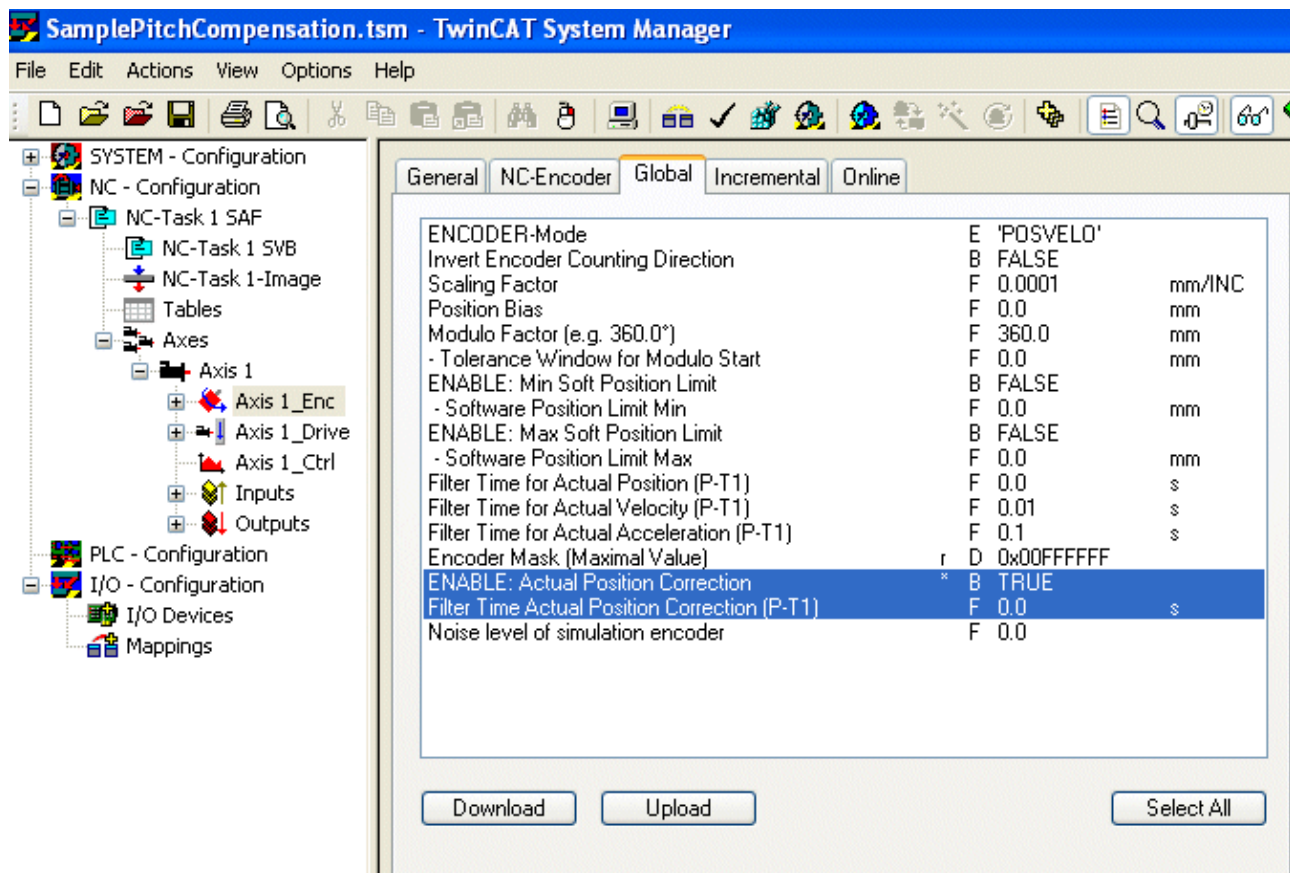 SamplePitchCompensation.tsm - TwinCAT System Manager
File Edit Actions View Options Help
SYSTEM - Configuration
NC - Configuration
NC-Task 1 SAF
NC-Task 1 SVB
NC-Task 1-Image
Tables
Axes
Axis 1
Axis 1_Enc
Axis 1_Drive
Axis 1_Ctrl
Inputs
Outputs
PLC - Configuration
I/O - Configuration
I/O Devices
Mappings
General NC-Encoder Global Incremental Online
ENCODER-Mode E 'POSVELO'
Invert Encoder Counting Direction B FALSE
Scaling Factor F 0.0001 mm/INC
Position Bias F 0.0 mm
Modulo Factor (e.g. 360.0°) F 360.0 mm
- Tolerance Window for Modulo Start F 0.0 mm
ENABLE: Min Soft Position Limit B FALSE
- Software Position Limit Min F 0.0 mm
ENABLE: Max Soft Position Limit B FALSE
- Software Position Limit Max F 0.0 mm
Filter Time for Actual Position (P-T1) F 0.0 s
Filter Time for Actual Velocity (P-T1) F 0.01 s
Filter Time for Actual Acceleration (P-T1) F 0.1 s
Encoder Mask (Maximal Value) r D 0x00FFFFFF
ENABLE: Actual Position Correction * B TRUE
Filter Time Actual Position Correction (P-T1) F 0.0 s
Noise level of simulation encoder F 0.0
Download Upload Select All